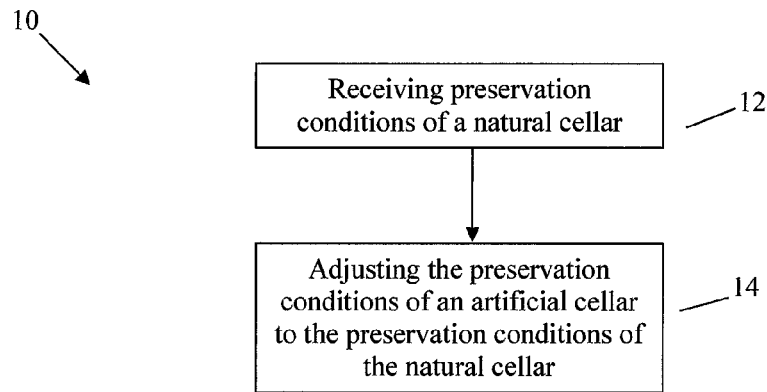 10
Receiving preservation
conditions of a natural cellar
12
Adjusting the preservation
conditions of an artificial cellar
to the preservation conditions of
the natural cellar
14